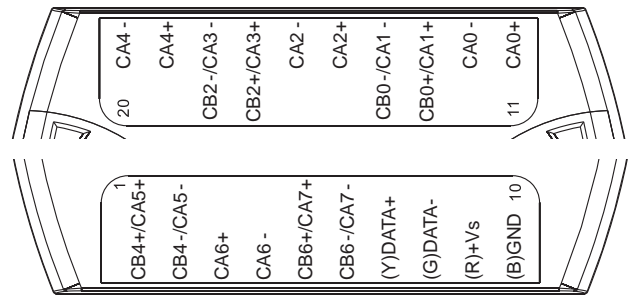 CA4 -
CA4+
CB2 -/CA3 -
CB2+/CA3+
CA2 -
CA2+
CB0 -/CA1 -
CB0+/CA1+
CA0 -
CA0+
20
11
1
10
CB4+/CA5+
CB4-/CA5-
CA6+
CA6 -
CB6+/CA7+
CB6-/CA7-
(Y)DATA+
(G)DATA-
(R)+Vs
(B)GND